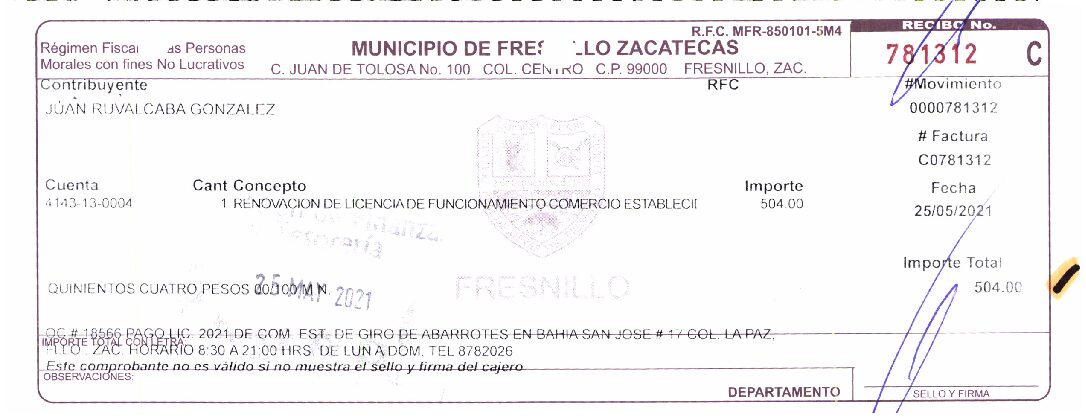 R.F.C. MFR-850101-5M4
RECIBO No.
Régimen Fiscal as Personas
Morales con fines No Lucrativos
MUNICIPIO DE FRES LLO ZACATECAS
781312 C
C. JUAN DE TOLOSA No. 100 COL. CENTRO C.P. 99000 FRESNILLO, ZAC.
Contribuyente RFC #Movimiento
JUAN RUVALCABA GONZALEZ 0000781312
# Factura
C0781312
Cuenta Cant Concepto Importe Fecha
4143-13-0004 1 RENOVACION DE LICENCIA DE FUNCIONAMIENTO COMERCIO ESTABLECI 504.00 25/05/2021
Tesorería
Importe Total
QUINIENTOS CUATRO PESOS 00/100 M.N. 504.00
25 MAY 2021
FRESNILLO
OC # 18566 PAGO LIC. 2021 DE COM. EST. DE GIRO DE ABARROTES EN BAHIA SAN JOSE # 17 COL. LA PAZ,
IMPORTE TOTAL CON LETRA:
FLLO., ZAC. HORARIO 8:30 A 21:00 HRS. DE LUN A DOM. TEL 8782026
Este comprobante no es válido si no muestra el sello y firma del cajero
OBSERVACIONES:
DEPARTAMENTO SELLO Y FIRMA